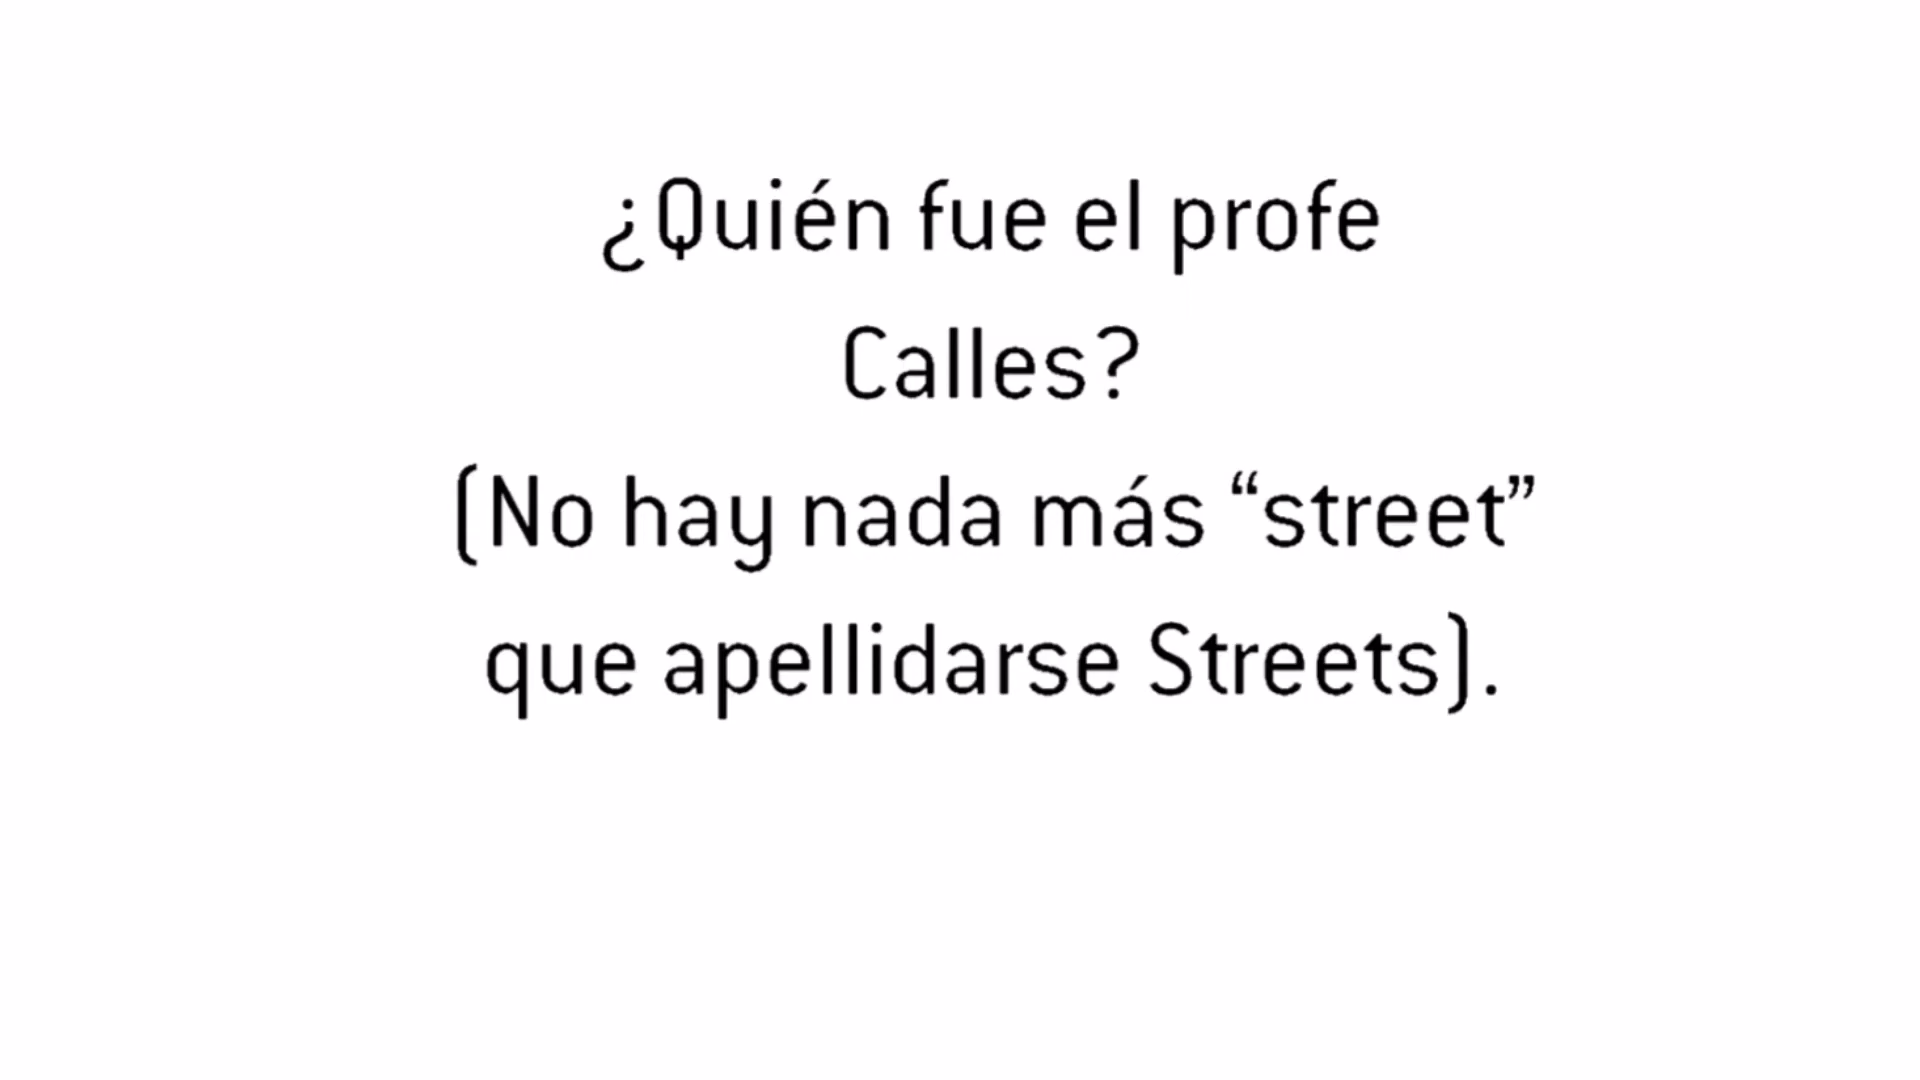 ¿Quién fue el profe
Calles?
(No hay nada más “street”
que apellidarse Streets).